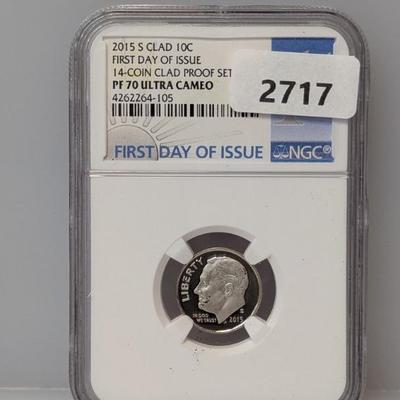 2015 S CLAD 10C
FIRST DAY OF ISSUE
14-COIN CLAD PROOF SET
PF 70 ULTRA CAMEO
4262264-105
2717
FIRST DAY OF ISSUE
NGC®
LIBERTY
IN GOD
WE TRUST
S
2015